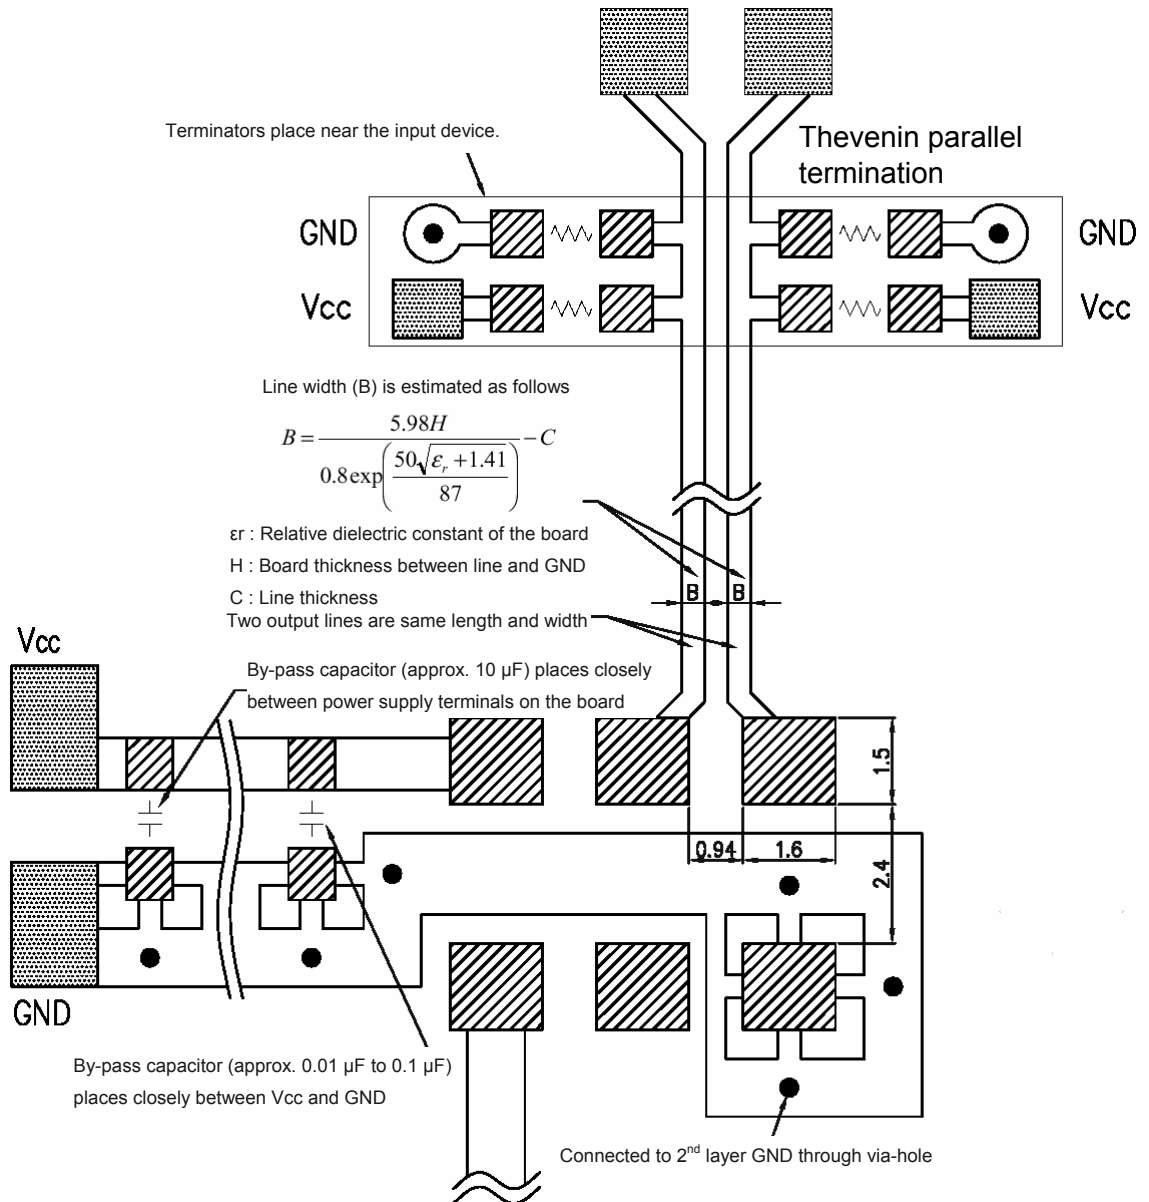 Terminators place near the input device.
Thevenin parallel
termination
GND
GND
Vcc
Vcc
Line width (B) is estimated as follows
B = 5.98H / 0.8exp(50√εr +1.41 / 87) − C
εr : Relative dielectric constant of the board
H : Board thickness between line and GND
C : Line thickness
B
B
Two output lines are same length and width
Vcc
By-pass capacitor (approx. 10 μF) places closely
between power supply terminals on the board
1.5
0.94
1.6
2.4
GND
By-pass capacitor (approx. 0.01 μF to 0.1 μF)
places closely between Vcc and GND
Connected to 2nd layer GND through via-hole